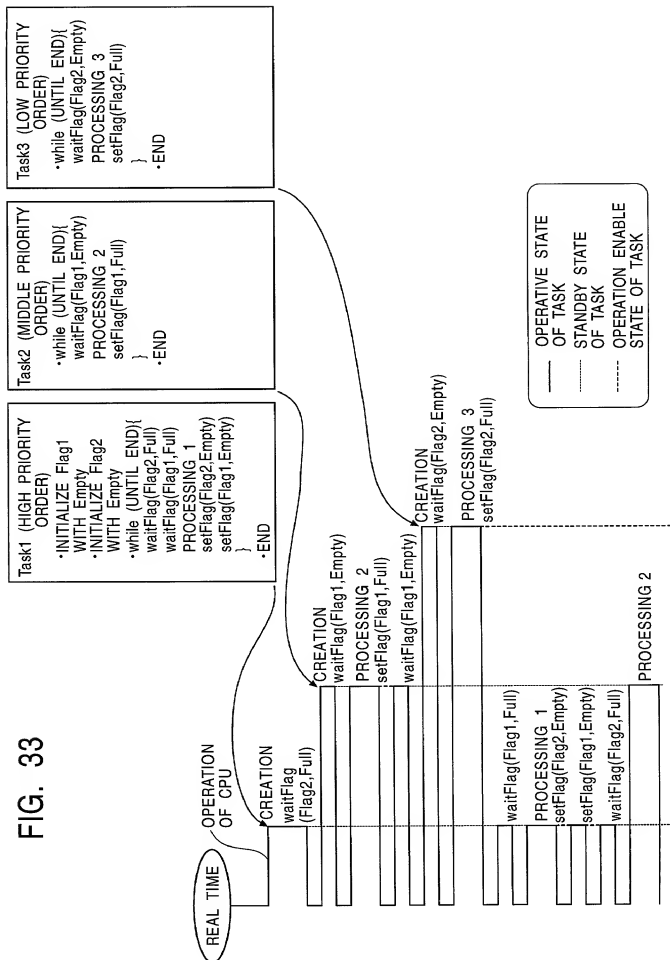 FIG. 33
Task1 (HIGH PRIORITY
ORDER)
•INITIALIZE Flag1
WITH Empty
•INITIALIZE Flag2
WITH Empty
•while (UNTIL END){
waitFlag(Flag2,Full)
waitFlag(Flag1,Full)
PROCESSING 1
setFlag(Flag2,Empty)
setFlag(Flag1,Empty)
}
•END
Task2 (MIDDLE PRIORITY
ORDER)
•while (UNTIL END){
waitFlag(Flag1,Empty)
PROCESSING 2
setFlag(Flag1,Full)
}
•END
Task3 (LOW PRIORITY
ORDER)
•while (UNTIL END){
waitFlag(Flag2,Empty)
PROCESSING 3
setFlag(Flag2,Full)
}
•END
REAL TIME
OPERATION
OF CPU
CREATION
waitFlag
(Flag2,Full)
CREATION
waitFlag(Flag1,Empty)
PROCESSING 2
setFlag(Flag1,Full)
waitFlag(Flag1,Empty)
CREATION
waitFlag(Flag2,Empty)
PROCESSING 3
setFlag(Flag2,Full)
waitFlag(Flag1,Full)
PROCESSING 1
setFlag(Flag2,Empty)
setFlag(Flag1,Empty)
waitFlag(Flag2,Full)
PROCESSING 2
OPERATIVE STATE
OF TASK
STANDBY STATE
OF TASK
OPERATION ENABLE
STATE OF TASK